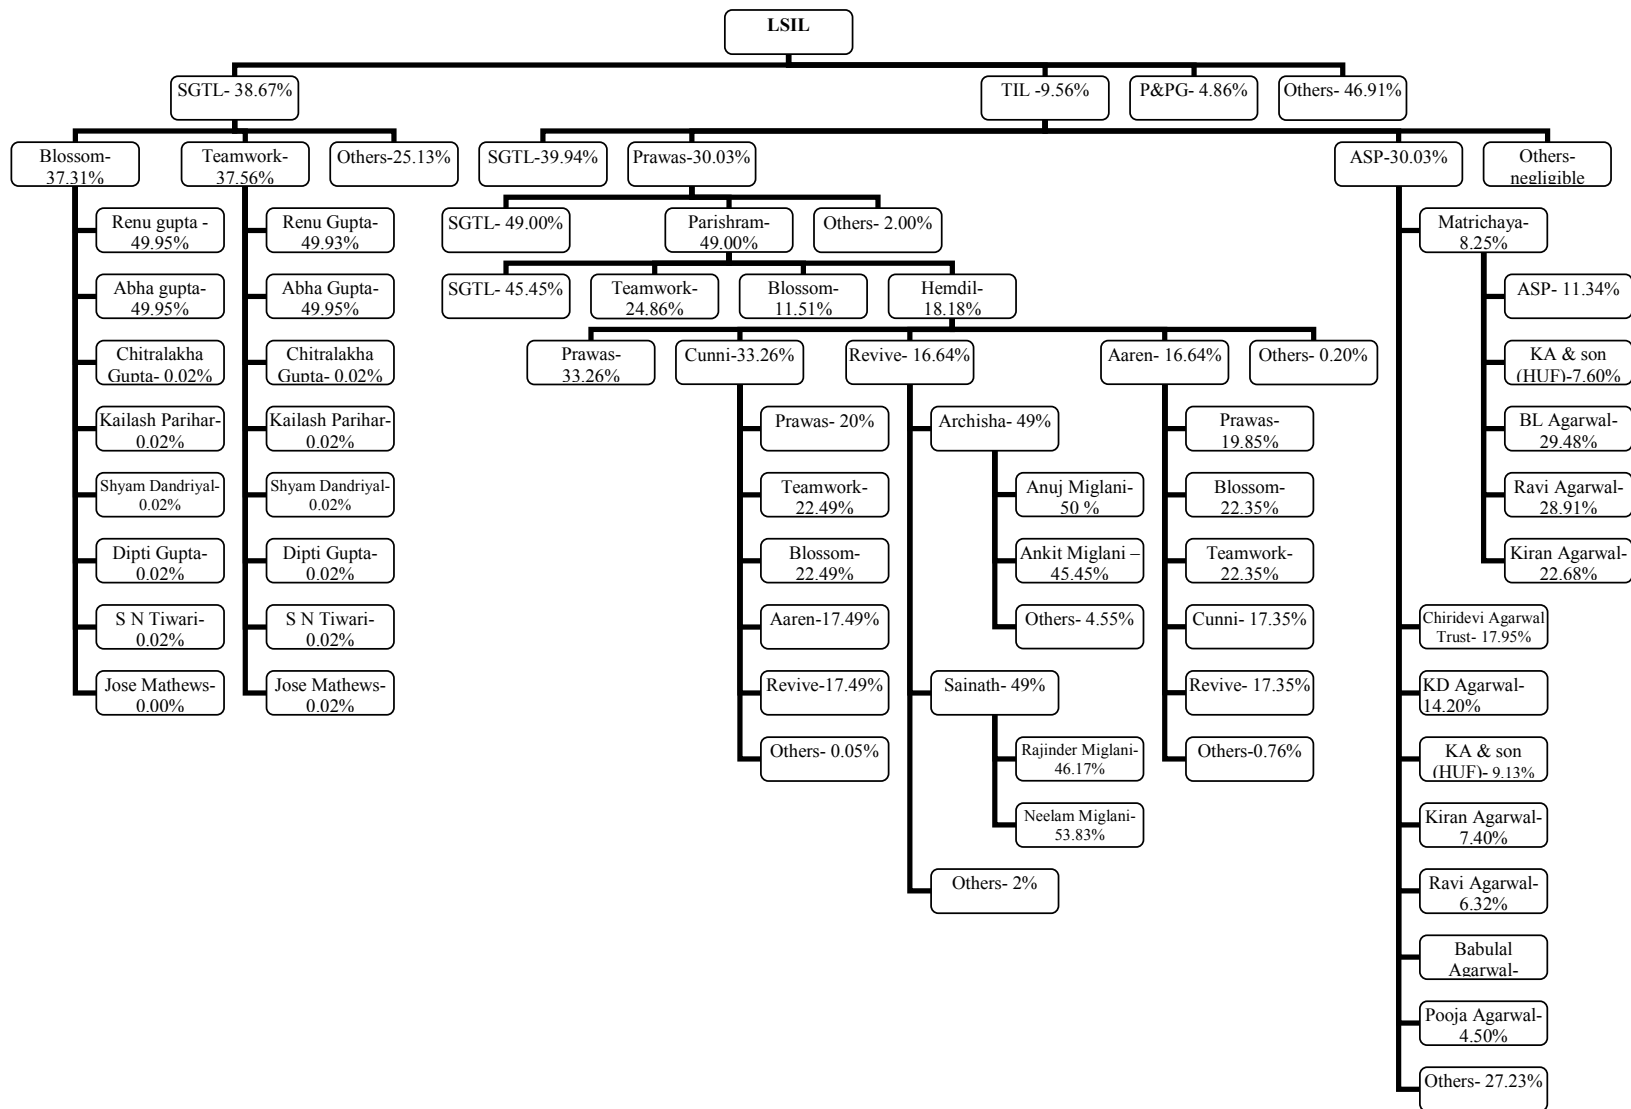 LSIL
SGTL- 38.67%
TIL -9.56%
P&PG- 4.86%
Others- 46.91%
Blossom-
37.31%
Teamwork-
37.56%
Others-25.13%
SGTL-39.94%
Prawas-30.03%
ASP-30.03%
Others-
negligible
Renu gupta -
49.95%
Abha gupta-
49.95%
Chitralakha
Gupta- 0.02%
Kailash Parihar-
0.02%
Shyam Dandriyal-
0.02%
Dipti Gupta-
0.02%
S N Tiwari-
0.02%
Jose Mathews-
0.00%
Renu Gupta-
49.93%
Abha Gupta-
49.95%
Chitralakha
Gupta- 0.02%
Kailash Parihar-
0.02%
Shyam Dandriyal-
0.02%
Dipti Gupta-
0.02%
S N Tiwari-
0.02%
Jose Mathews-
0.02%
SGTL- 49.00%
Parishram-
49.00%
Others- 2.00%
SGTL- 45.45%
Teamwork-
24.86%
Blossom-
11.51%
Hemdil-
18.18%
Prawas-
33.26%
Cunni-33.26%
Revive- 16.64%
Aaren- 16.64%
Others- 0.20%
Prawas- 20%
Teamwork-
22.49%
Blossom-
22.49%
Aaren-17.49%
Revive-17.49%
Others- 0.05%
Archisha- 49%
Anuj Miglani-
50 %
Ankit Miglani –
45.45%
Others- 4.55%
Sainath- 49%
Rajinder Miglani-
46.17%
Neelam Miglani-
53.83%
Others- 2%
Prawas-
19.85%
Blossom-
22.35%
Teamwork-
22.35%
Cunni- 17.35%
Revive- 17.35%
Others-0.76%
Matrichaya-
8.25%
ASP- 11.34%
KA & son
(HUF)-7.60%
BL Agarwal-
29.48%
Ravi Agarwal-
28.91%
Kiran Agarwal-
22.68%
Chiridevi Agarwal
Trust- 17.95%
KD Agarwal-
14.20%
KA & son
(HUF)- 9.13%
Kiran Agarwal-
7.40%
Ravi Agarwal-
6.32%
Babulal
Agarwal-
Pooja Agarwal-
4.50%
Others- 27.23%